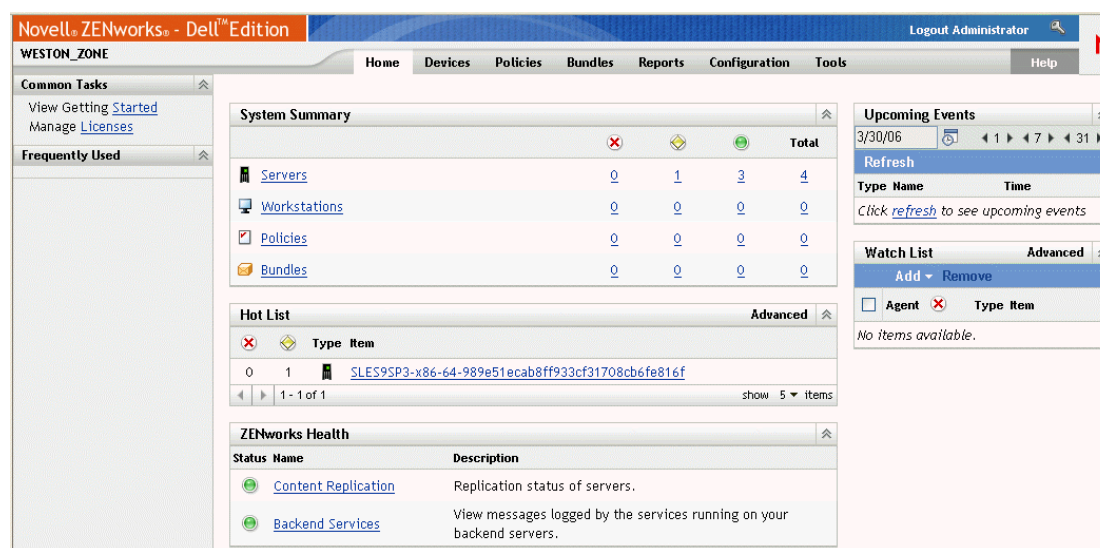 Novell® ZENworks® - Dell™ Edition
Logout Administrator
WESTON_ZONE
Home Devices Policies Bundles Reports Configuration Tools Help
Common Tasks
View Getting Started
Manage Licenses
Frequently Used
System Summary
Total
Servers 0 1 3 4
Workstations 0 0 0 0
Policies 0 0 0 0
Bundles 0 0 0 0
Hot List Advanced
Type Item
0 1 SLES9SP3-x86-64-989e51ecab8ff933cf31708cb6fe816f
1 - 1 of 1 show 5 items
ZENworks Health
Status Name Description
Content Replication Replication status of servers.
Backend Services View messages logged by the services running on your
backend servers.
Upcoming Events
3/30/06 1 7 31
Refresh
Type Name Time
Click refresh to see upcoming events
Watch List Advanced
Add Remove
Agent Type Item
No items available.